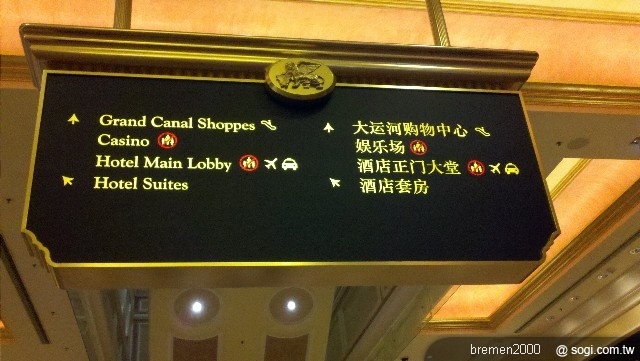 Grand Canal Shoppes
Casino
Hotel Main Lobby
Hotel Suites
大运河购物中心
娱乐场
酒店正门大堂
酒店套房
bremen2000 @ sogi.com.tw